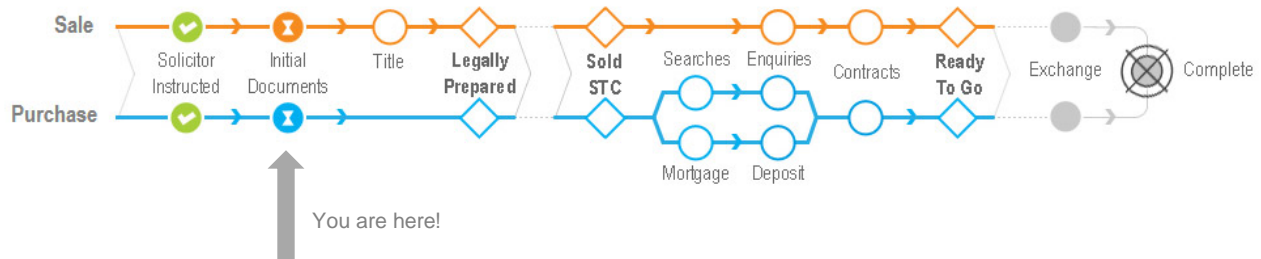 Sale
Solicitor Instructed
Initial Documents
Title
Legally Prepared
Sold STC
Searches
Enquiries
Contracts
Ready To Go
Exchange
Complete
Purchase
Mortgage
Deposit
You are here!